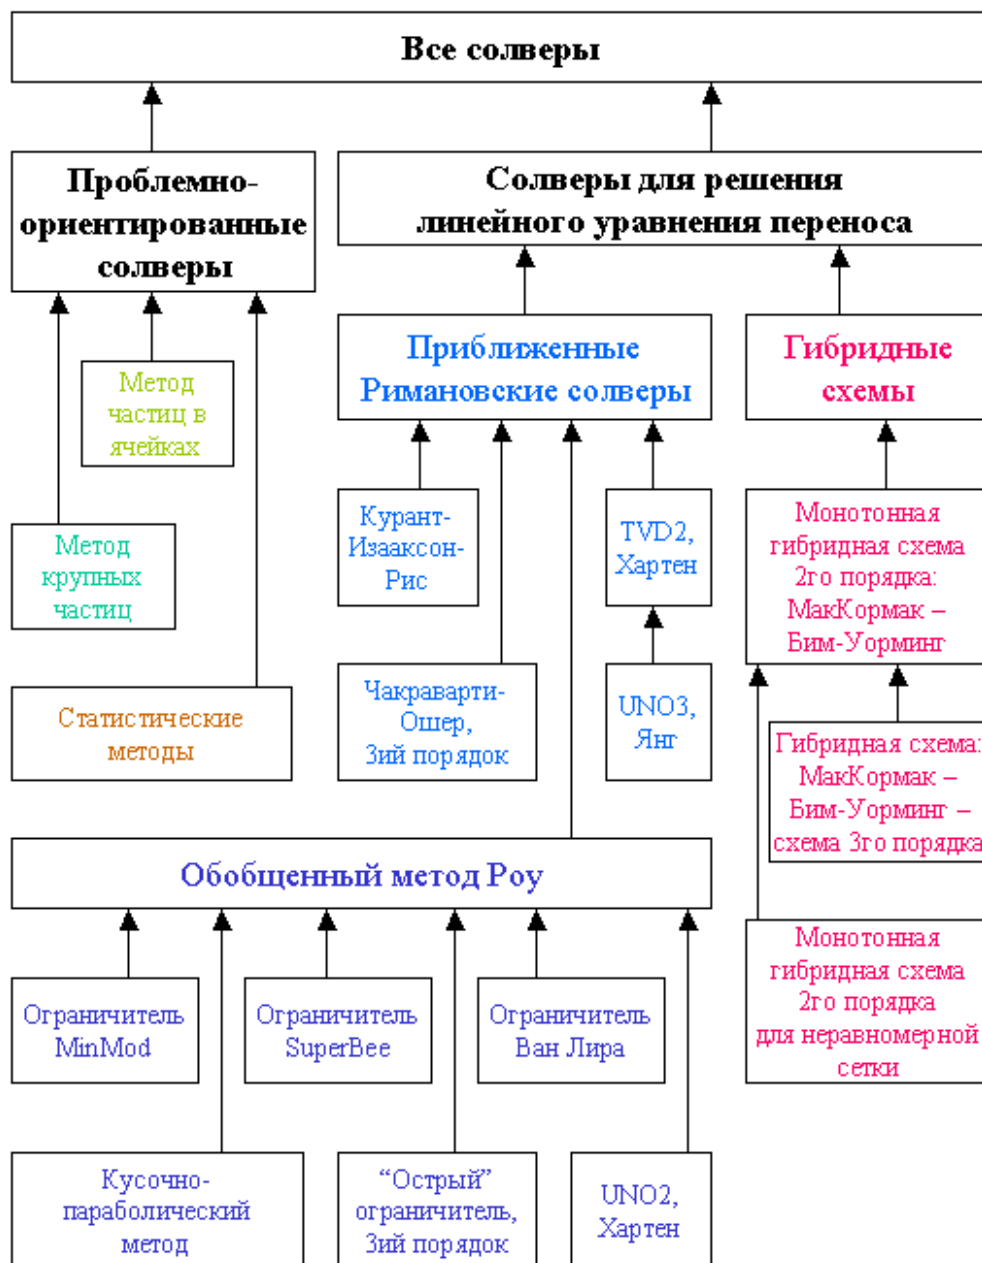 Все солверы
Проблемно-
ориентированные
солверы
Солверы для решения
линейного уравнения переноса
Приближенные
Римановские солверы
Гибридные
схемы
Метод
частиц в
ячейках
Метод
крупных
частиц
Статистические
методы
Курант-
Изааксон-
Рис
Чакраварти-
Ошер,
3ий порядок
TVD2,
Хартен
UNO3,
Янг
Монотонная
гибридная схема
2го порядка:
МакКормак –
Бим-Уорминг
Гибридная схема:
МакКормак –
Бим-Уорминг –
схема 3го порядка
Монотонная
гибридная схема
2го порядка
для неравномерной
сетки
Обобщенный метод Роу
Ограничитель
MinMod
Ограничитель
SuperBee
Ограничитель
Ван Лира
Кусочно-
параболический
метод
“Острый”
ограничитель,
3ий порядок
UNO2,
Хартен